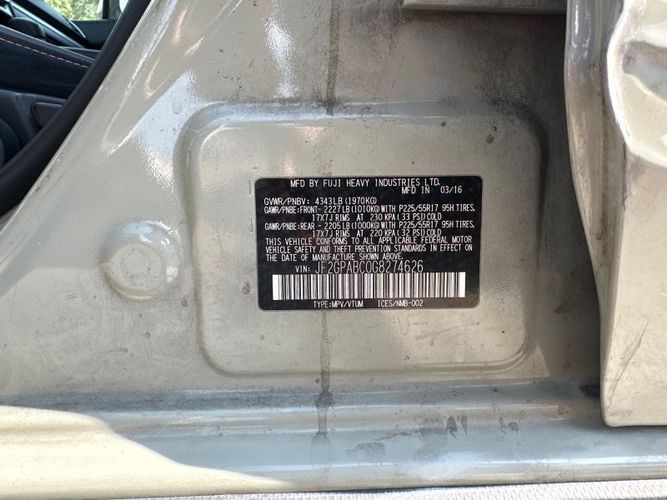 MFD BY FUJI HEAVY INDUSTRIES LTD.
MFD IN 03/16
GVWR/PNBV: 4343LB (1970KG)
GAWR/PNBE:FRONT- 2227 LB (1010KG) WITH P225/55R17 95H TIRES,
17X7J RIMS AT 230 KPA (33 PSI) COLD
GAWR/PNBE:REAR - 2205 LB (1000KG) WITH P225/55R17 95H TIRES,
17X7J RIMS AT 220 KPA (32 PSI) COLD
THIS VEHICLE CONFORMS TO ALL APPLICABLE FEDERAL MOTOR
VEHICLE SAFETY AND THEFT PREVENTION STANDARDS IN EFFECT
ON THE DATE OF MANUFACTURE SHOWN ABOVE.
VIN: JF2GPABC0G8274626
TYPE:MPV/VTUM ICES/NMB-002